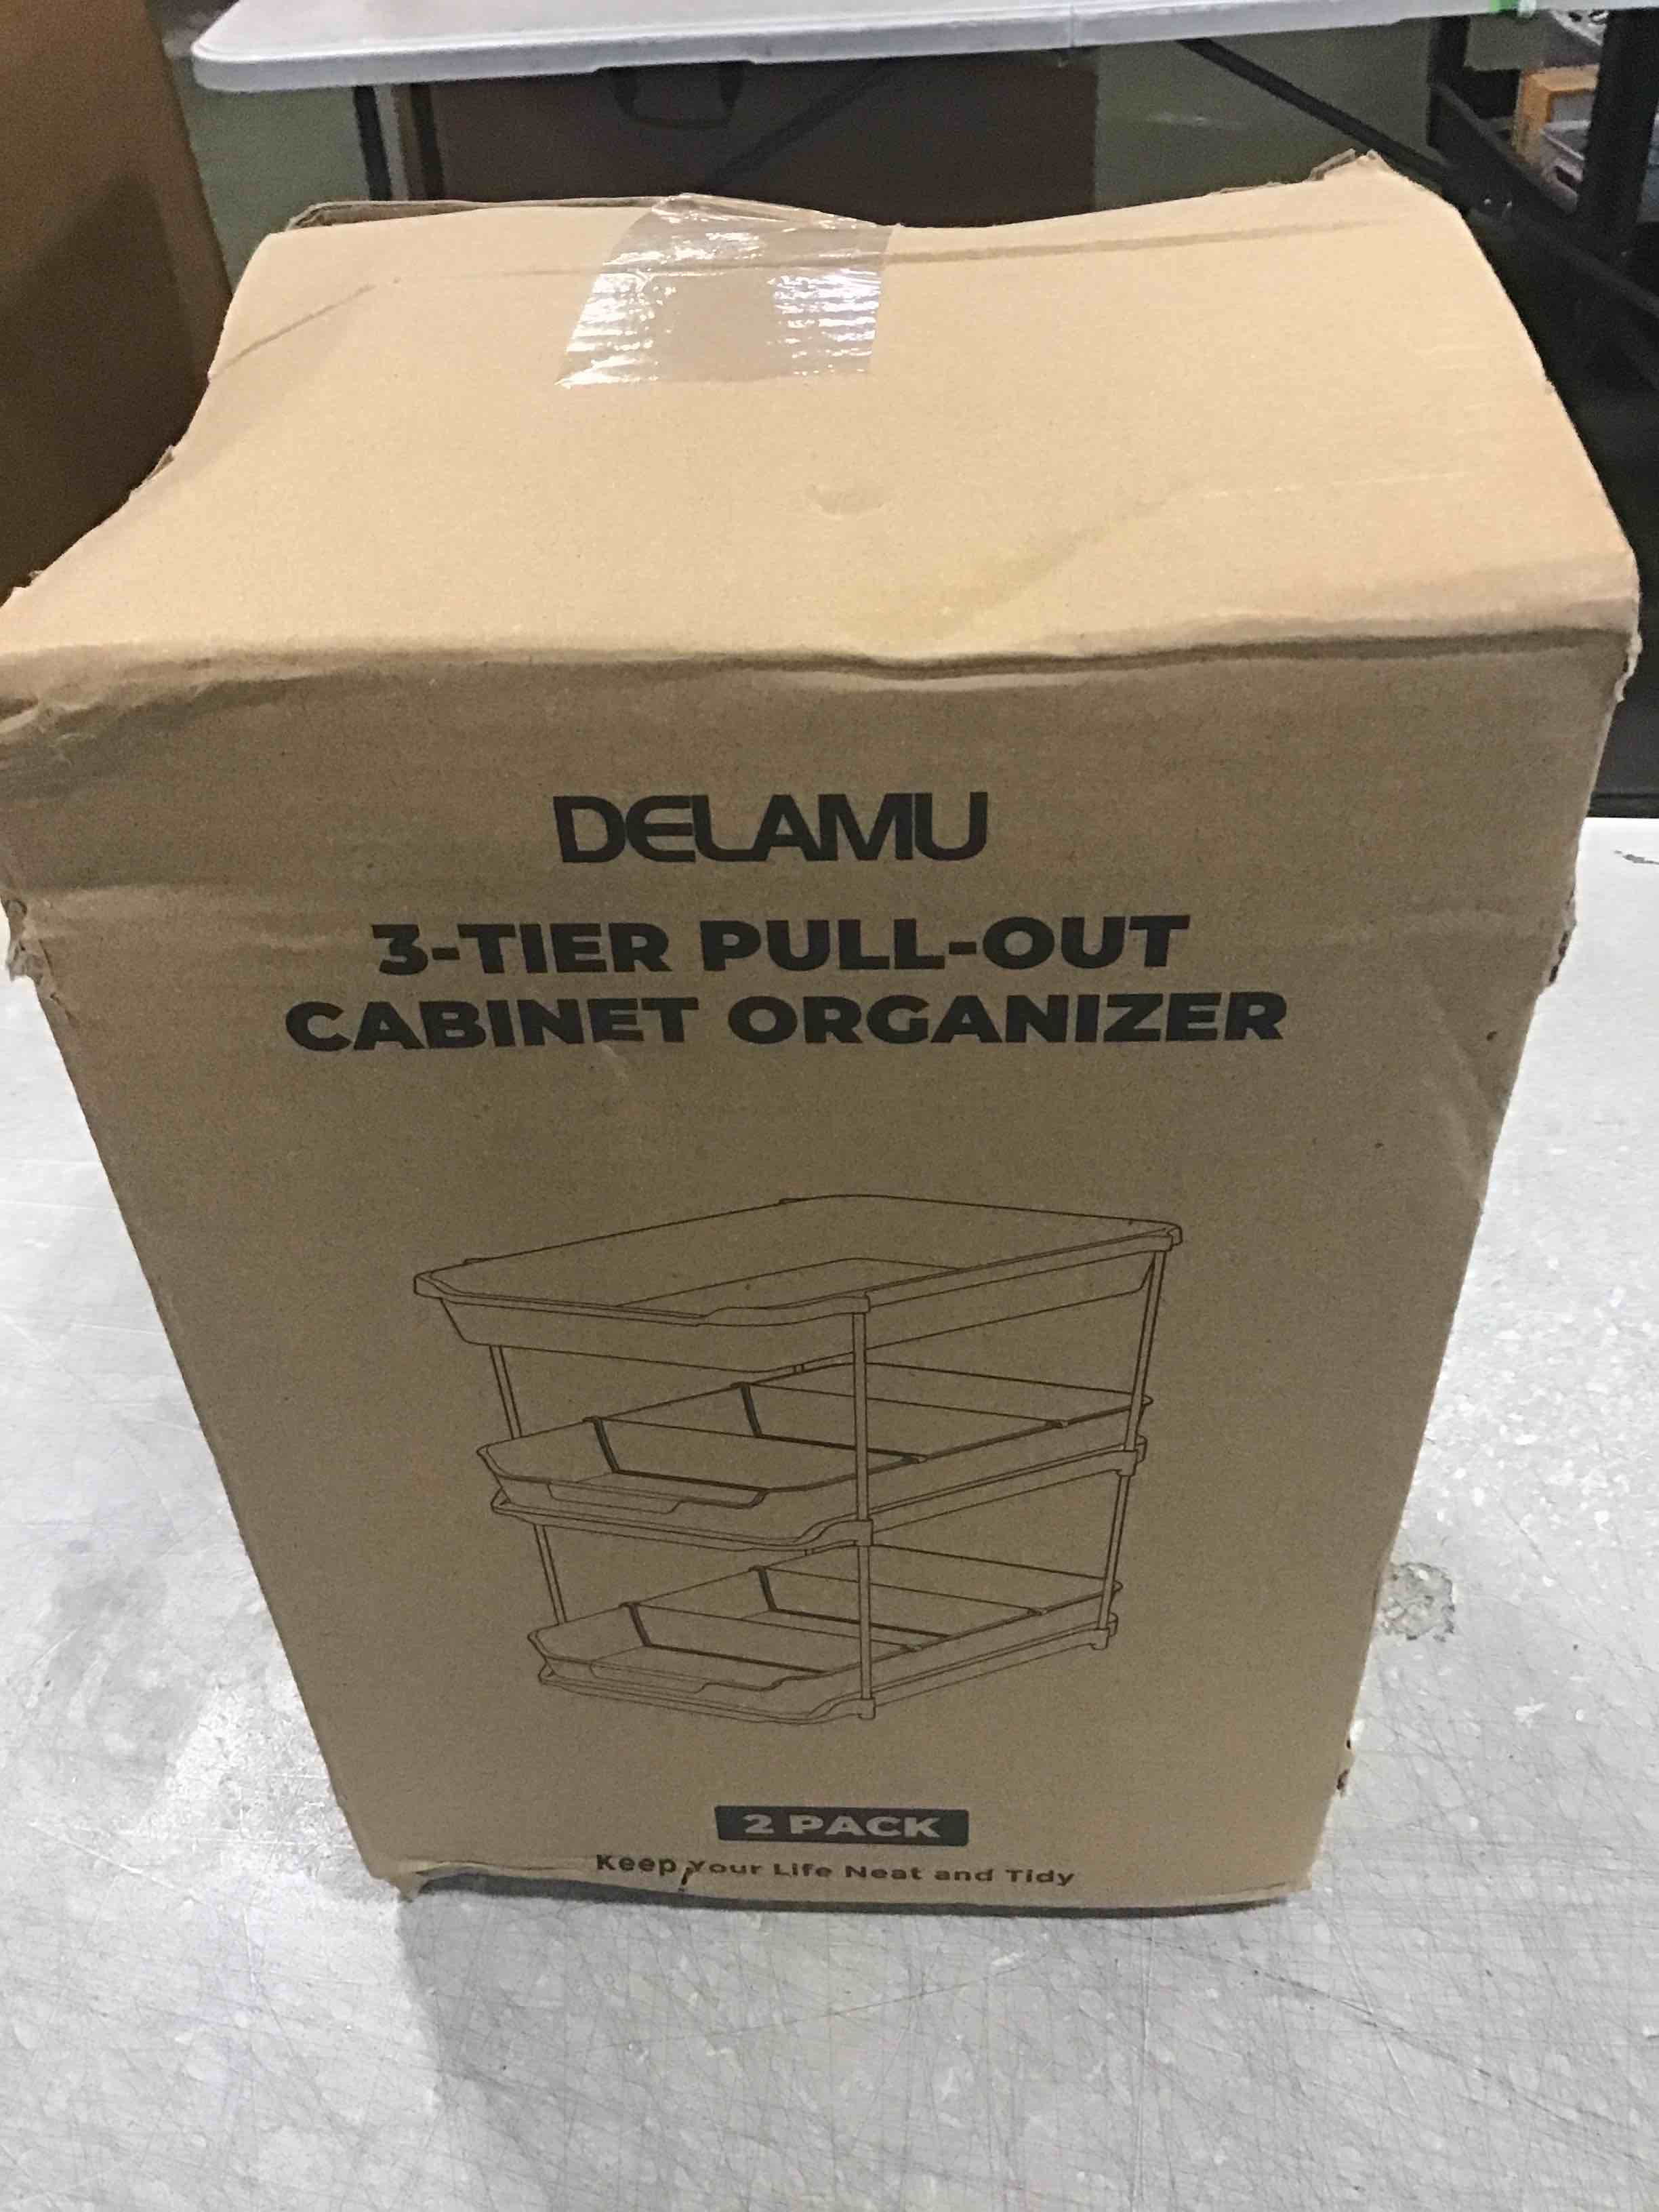 DELAMU
3-TIER PULL-OUT
CABINET ORGANIZER
2 PACK
Keep Your Life Neat and Tidy